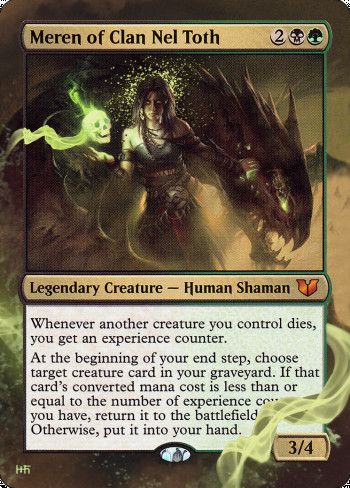 Meren of Clan Nel Toth 2
Legendary Creature — Human Shaman
Whenever another creature you control dies,
you get an experience counter.
At the beginning of your end step, choose
target creature card in your graveyard. If that
card's converted mana cost is less than or
equal to the number of experience
you have, return it to the battlefield
Otherwise, put it into your hand.
3/4